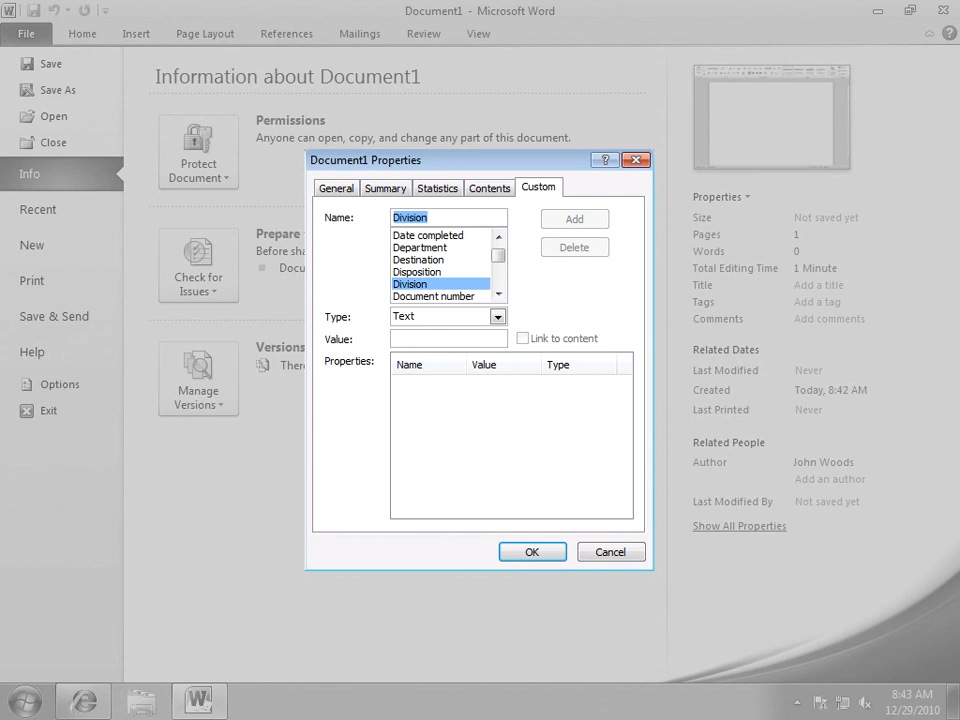 Document1 - Microsoft Word
File Home Insert Page Layout References Mailings Review View
Save
Save As
Open
Close
Info
Recent
New
Print
Save & Send
Help
Options
Exit
Information about Document1
Protect
Document
Permissions
Anyone can open, copy, and change any part of this document.
Check for
Issues
Prepare
Before sha
Docu
Manage
Versions
Versions
Ther
Document1 Properties
General Summary Statistics Contents Custom
Name: Division
Add
Delete
Date completed
Department
Destination
Disposition
Division
Document number
Type: Text
Value:
Link to content
Properties:
Name Value Type
OK Cancel
Properties
Size Not saved yet
Pages 1
Words 0
Total Editing Time 1 Minute
Title Add a title
Tags Add a tag
Comments Add comments
Related Dates
Last Modified Never
Created Today, 8:42 AM
Last Printed Never
Related People
Author John Woods
Add an author
Last Modified By Not saved yet
Show All Properties
8:43 AM
12/29/2010